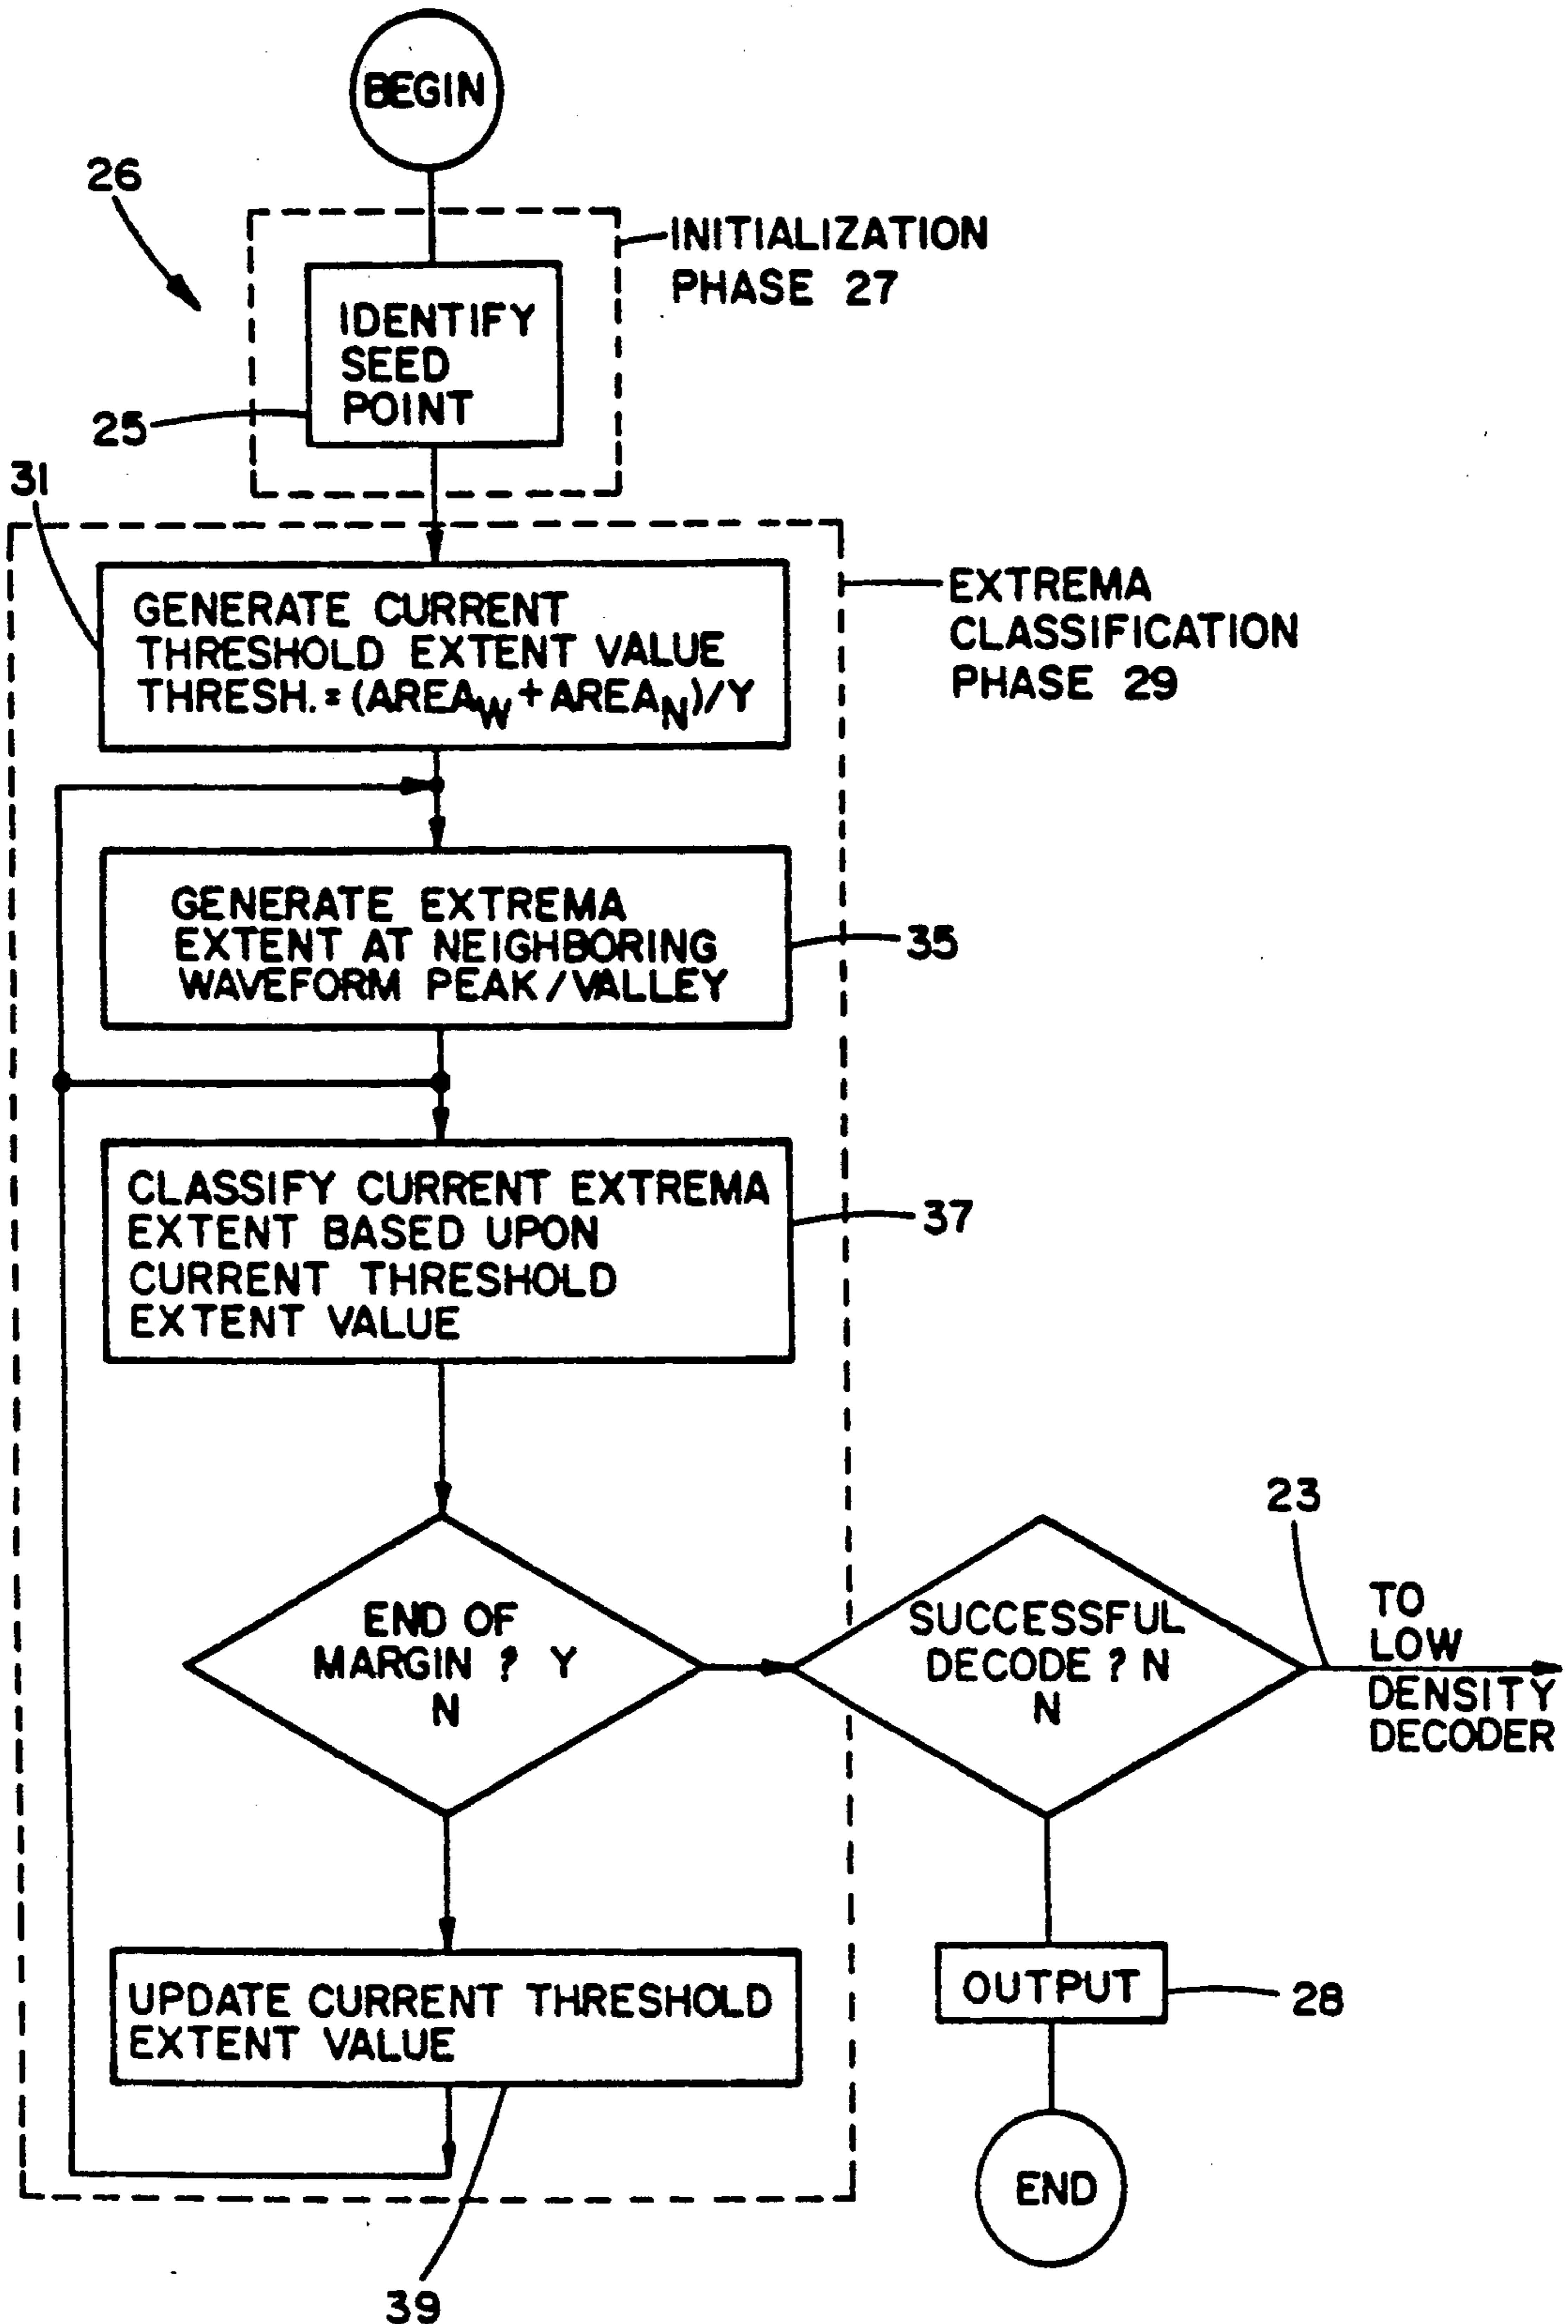 BEGIN
26
INITIALIZATION
PHASE 27
IDENTIFY
SEED
POINT
25
31
GENERATE CURRENT
THRESHOLD EXTENT VALUE
THRESH. = (AREAW + AREAN)/Y
EXTREMA
CLASSIFICATION
PHASE 29
GENERATE EXTREMA
EXTENT AT NEIGHBORING
WAVEFORM PEAK/VALLEY
35
CLASSIFY CURRENT EXTREMA
EXTENT BASED UPON
CURRENT THRESHOLD
EXTENT VALUE
37
END OF
MARGIN ? Y
N
SUCCESSFUL
DECODE ? N
N
23
TO
LOW
DENSITY
DECODER
UPDATE CURRENT THRESHOLD
EXTENT VALUE
39
OUTPUT
28
END